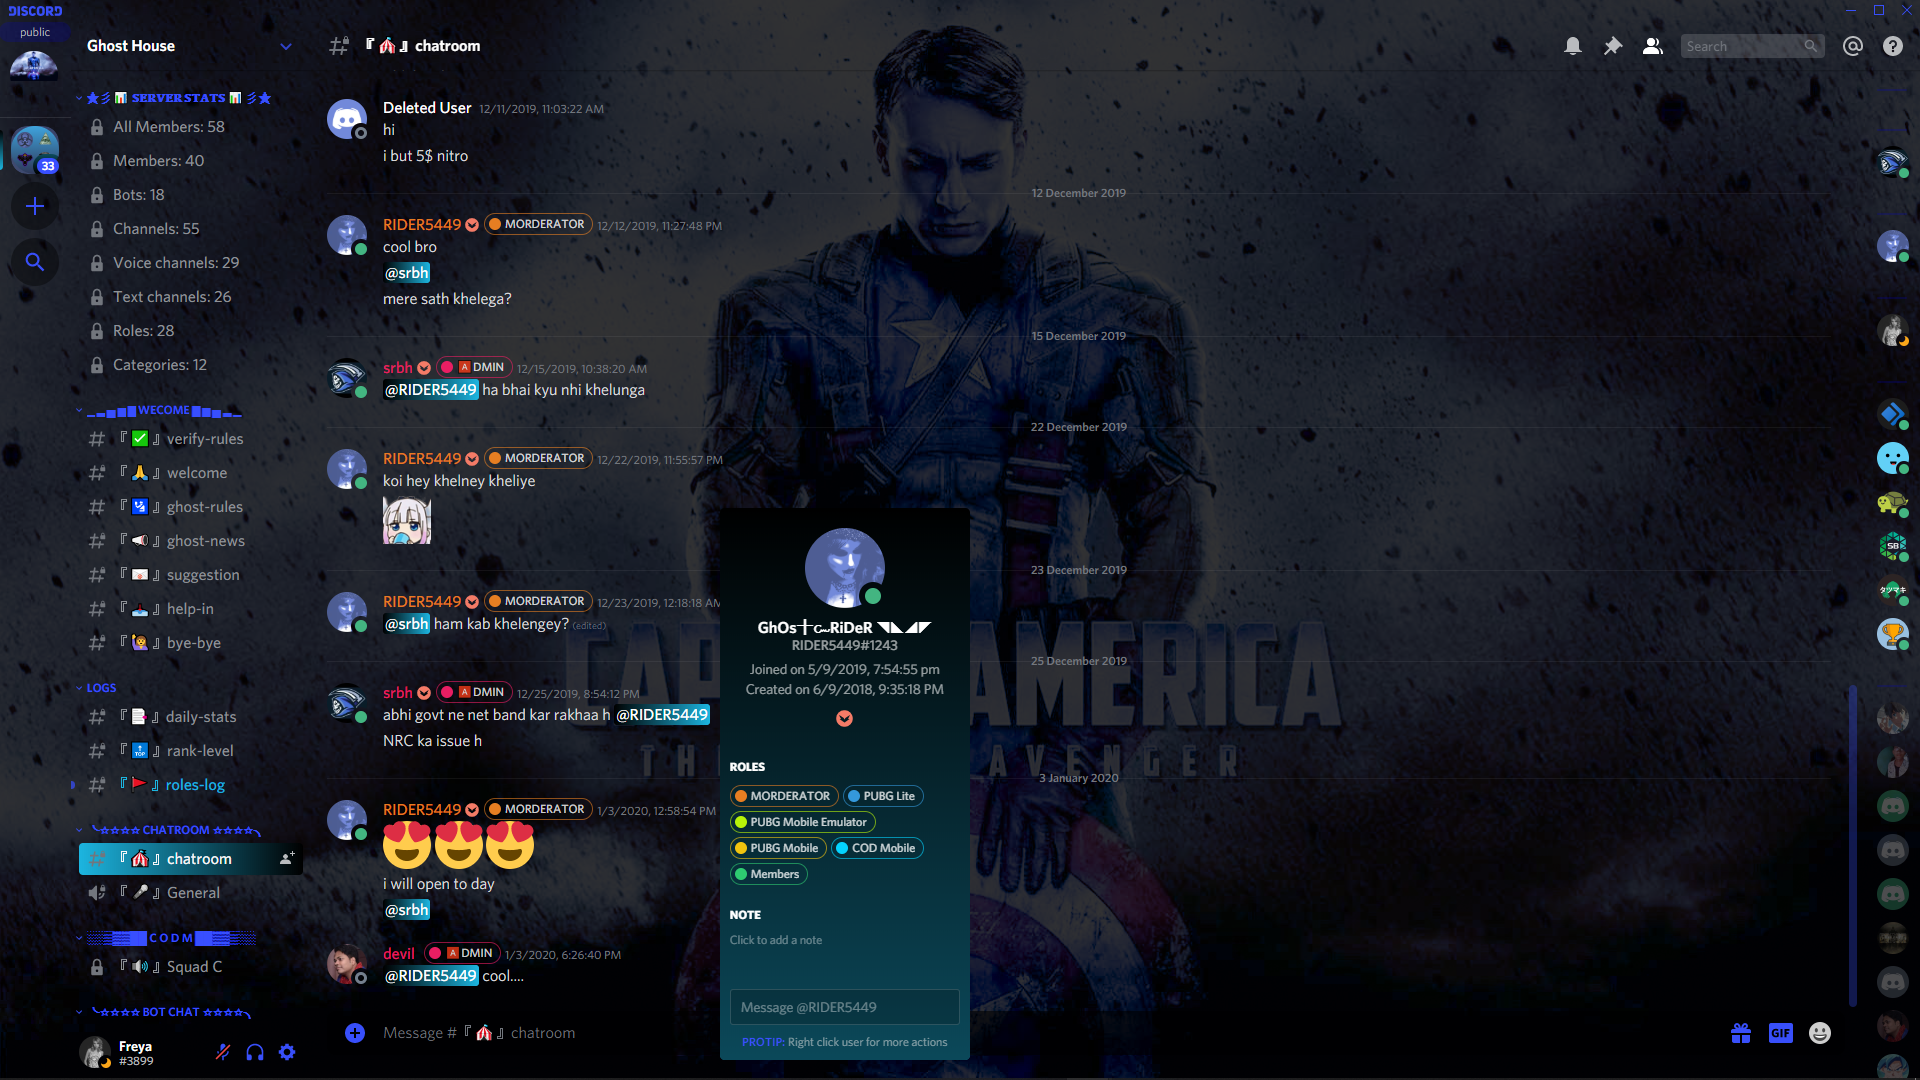 DISCORD
public
33
Ghost House
SERVER STATS
All Members: 58
Members: 40
Bots: 18
Channels: 55
Voice channels: 29
Text channels: 26
Roles: 28
Categories: 12
WECOME
『✅』verify-rules
『🙏』welcome
『🚰』ghost-rules
『📢』ghost-news
『』suggestion
『』help-in
『🙋』bye-bye
LOGS
『📑』daily-stats
『🔝』rank-level
『🚩』roles-log
╰☆☆☆☆ CHATROOM ☆☆☆☆╮
『🎪』chatroom
『🎤』General
C O D M
『🔊』Squad C
╰☆☆☆☆ BOT CHAT ☆☆☆☆╮
Freya
#3899
# 『🎪』chatroom
Search
Deleted User 12/11/2019, 11:03:22 AM
hi
i but 5$ nitro
12 December 2019
RIDER5449 MORDERATOR 12/12/2019, 11:27:48 PM
cool bro
@srbh
mere sath khelega?
15 December 2019
srbh 🅰DMIN 12/15/2019, 10:38:20 AM
@RIDER5449 ha bhai kyu nhi khelunga
22 December 2019
RIDER5449 MORDERATOR 12/22/2019, 11:55:57 PM
koi hey khelney kheliye
23 December 2019
RIDER5449 MORDERATOR 12/23/2019, 12:18:18 AM
@srbh ham kab khelengey? (edited)
25 December 2019
srbh 🅰DMIN 12/25/2019, 8:54:12 PM
abhi govt ne net band kar rakhaa h @RIDER5449
NRC ka issue h
3 January 2020
RIDER5449 MORDERATOR 1/3/2020, 12:58:54 PM
😍😍😍
i will open to day
@srbh
devil 🅰DMIN 1/3/2020, 6:26:40 PM
@RIDER5449 cool....
Message #『🎪』chatroom
GIF
GhOs RiDeR ◥◣◢◤
RIDER5449#1243
Joined on 5/9/2019, 7:54:55 pm
Created on 6/9/2018, 9:35:18 PM
ROLES
MORDERATOR PUBG Lite
PUBG Mobile Emulator
PUBG Mobile COD Mobile
Members
NOTE
Click to add a note
Message @RIDER5449
PROTIP: Right click user for more actions
CAP AMERICA
TH AVENGER
SB
タツマキ